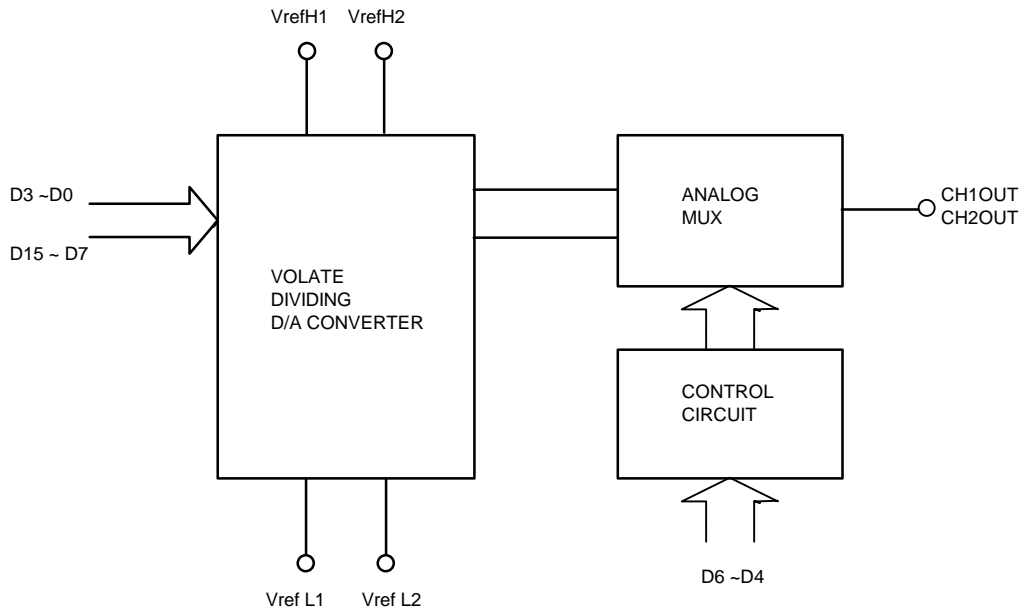 VrefH1
VrefH2
D3 ~D0
D15 ~ D7
VOLATE
DIVIDING
D/A CONVERTER
ANALOG
MUX
CH1OUT
CH2OUT
CONTROL
CIRCUIT
D6 ~D4
Vref L1
Vref L2